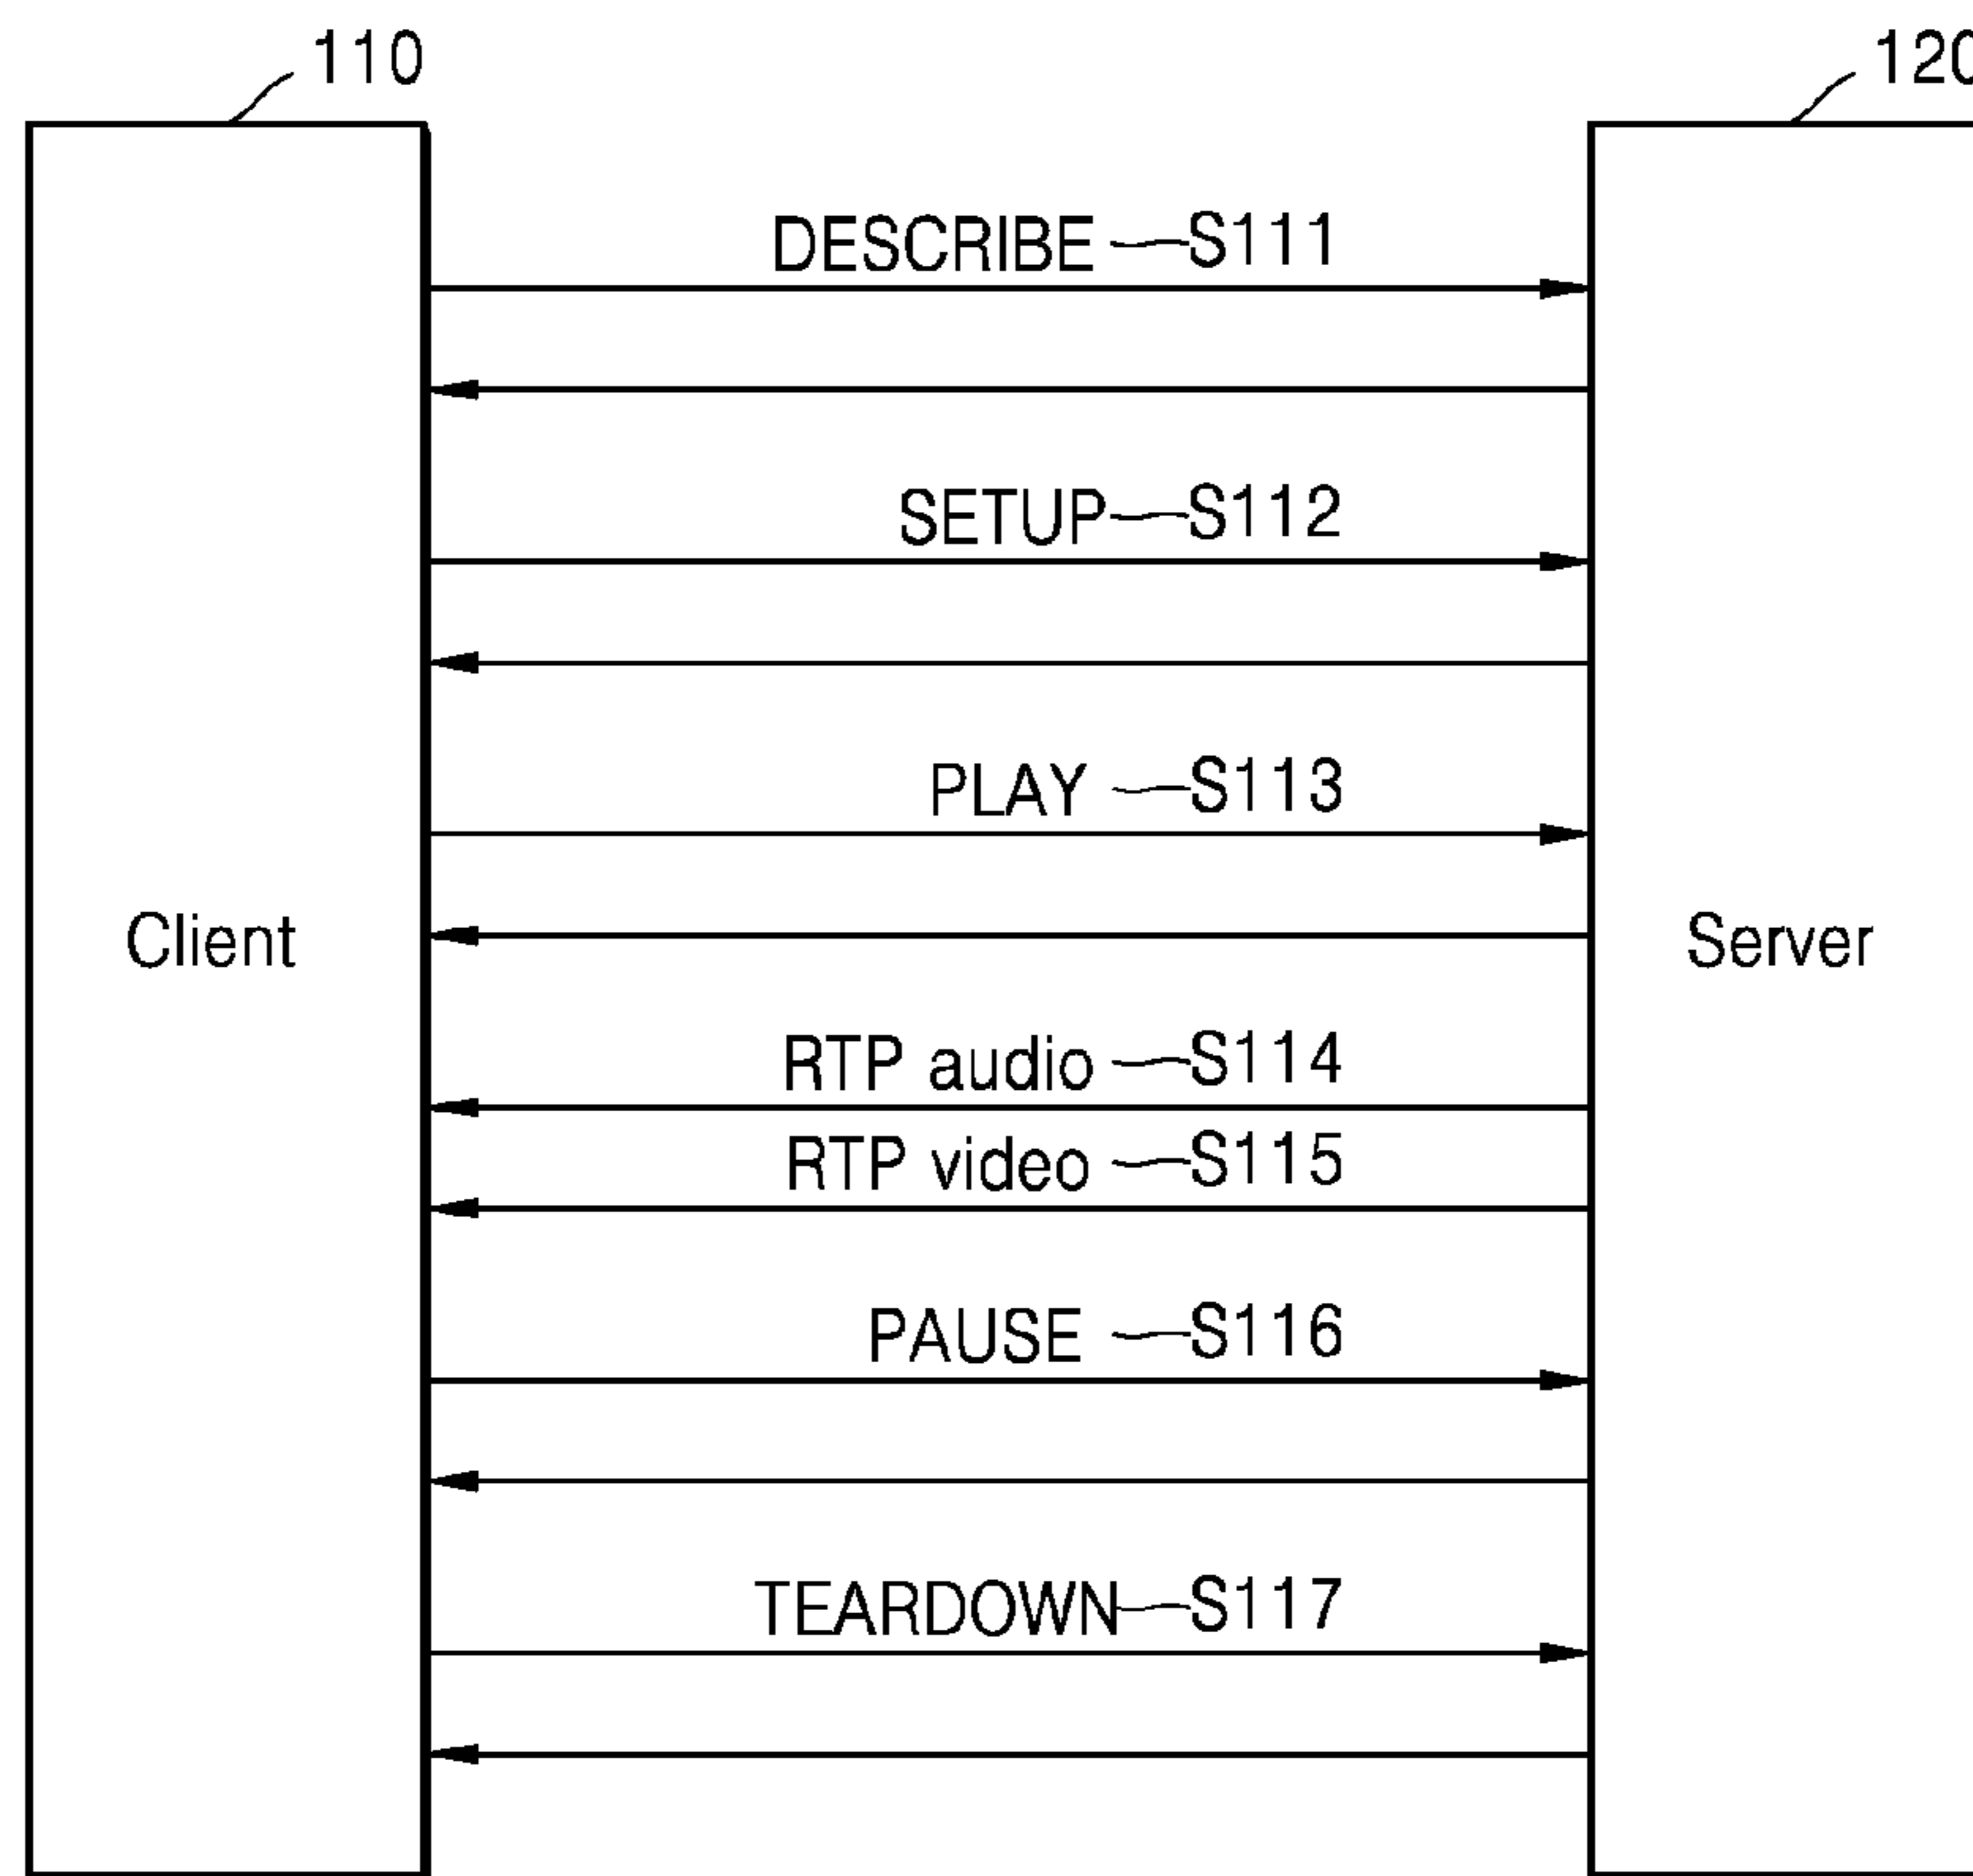 110
120
DESCRIBE S111
SETUP S112
PLAY S113
Client
Server
RTP audio S114
RTP video S115
PAUSE S116
TEARDOWN S117